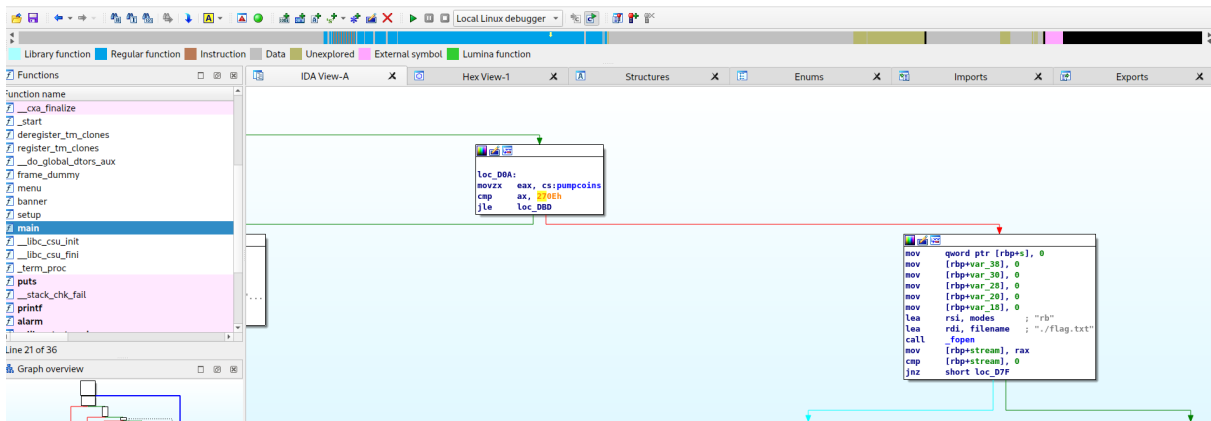 Local Linux debugger
Library function Regular function Instruction Data Unexplored External symbol Lumina function
Functions
IDA View-A Hex View-1 Structures Enums Imports Exports
Function name
__cxa_finalize
_start
deregister_tm_clones
register_tm_clones
__do_global_dtors_aux
frame_dummy
menu
banner
setup
main
__libc_csu_init
__libc_csu_fini
_term_proc
puts
__stack_chk_fail
printf
alarm
Line 21 of 36
Graph overview
loc_D0A:
movzx eax, cs:pumpcoins
cmp ax, 270Eh
jle loc_DBD
...
mov qword ptr [rbp+s], 0
mov [rbp+var_38], 0
mov [rbp+var_30], 0
mov [rbp+var_28], 0
mov [rbp+var_20], 0
mov [rbp+var_18], 0
lea rsi, modes ; "rb"
lea rdi, filename ; "./flag.txt"
call _fopen
mov [rbp+stream], rax
cmp [rbp+stream], 0
jnz short loc_D7F